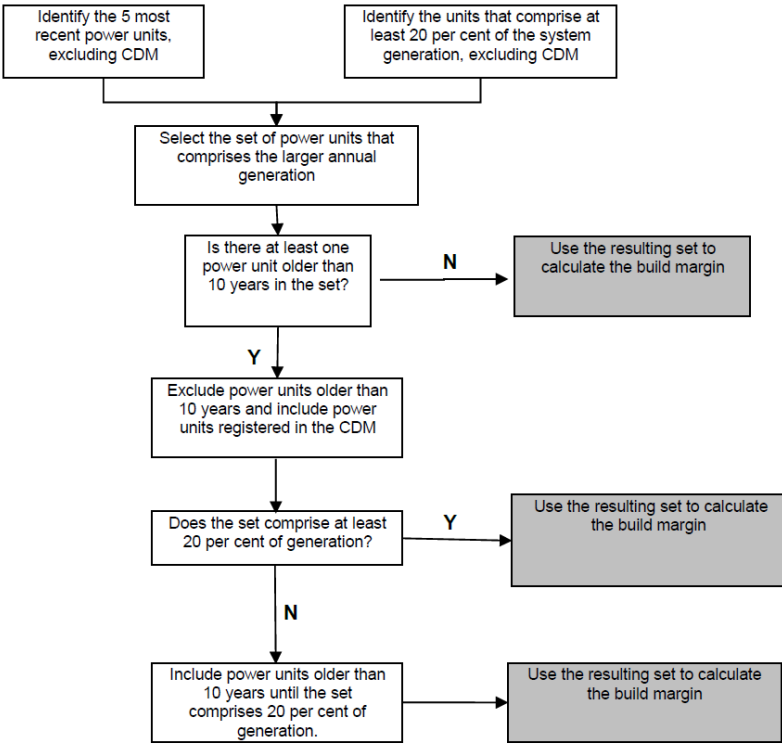 Identify the 5 most
recent power units,
excluding CDM
Identify the units that comprise at
least 20 per cent of the system
generation, excluding CDM
Select the set of power units that
comprises the larger annual
generation
Is there at least one
power unit older than
10 years in the set?
N
Use the resulting set to
calculate the build margin
Y
Exclude power units older than
10 years and include power
units registered in the CDM
Does the set comprise at least
20 per cent of generation?
Y
Use the resulting set to calculate
the build margin
N
Include power units older than
10 years until the set
comprises 20 per cent of
generation.
Use the resulting set to calculate
the build margin